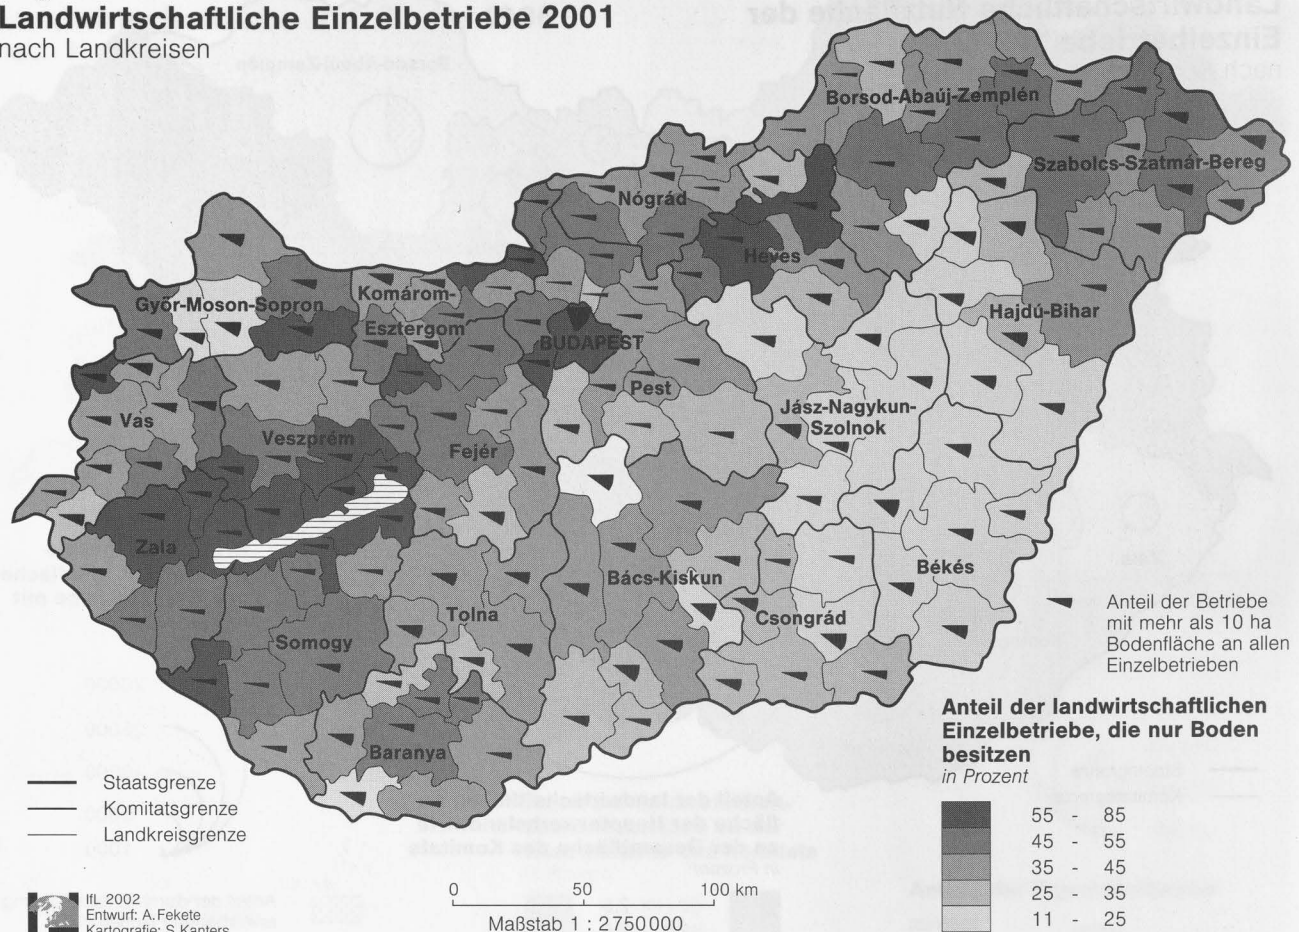 Landwirtschaftliche Einzelbetriebe 2001
nach Landkreisen
Borsod-Abaúj-Zemplén
Szabolcs-Szatmár-Bereg
Nógrád
Heves
Győr-Moson-Sopron
Komárom-
Esztergom
Hajdú-Bihar
BUDAPEST
Pest
Vas
Veszprém
Fejér
Jász-Nagykun-
Szolnok
Zala
Bács-Kiskun
Békés
Tolna
Csongrád
Somogy
Baranya
Anteil der Betriebe
mit mehr als 10 ha
Bodenfläche an allen
Einzelbetrieben
Anteil der landwirtschaftlichen
Einzelbetriebe, die nur Boden
besitzen
in Prozent
55 - 85
45 - 55
35 - 45
25 - 35
11 - 25
Staatsgrenze
Komitatsgrenze
Landkreisgrenze
0 50 100 km
Maßstab 1 : 2750000
IfL 2002
Entwurf: A. Fekete
Kartografie: S. Kanters